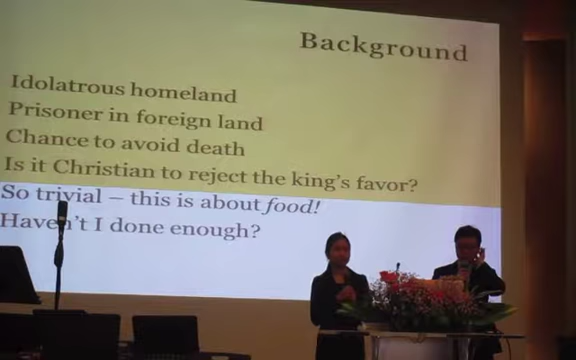 Background
Idolatrous homeland
Prisoner in foreign land
Chance to avoid death
Is it Christian to reject the king's favor?
So trivial – this is about food!
Haven't I done enough?